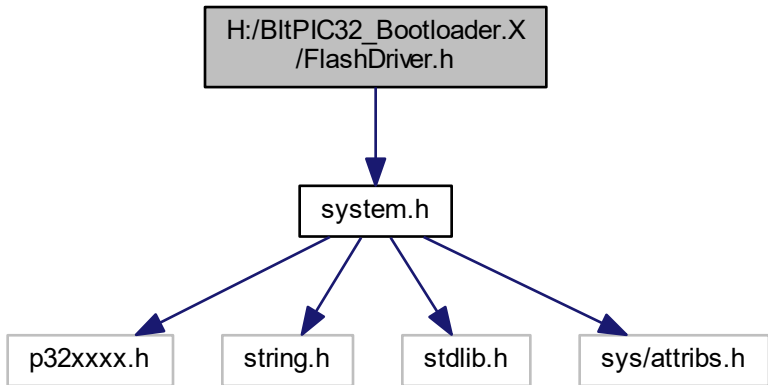 H:/BltPIC32_Bootloader.X
/FlashDriver.h
system.h
p32xxxx.h
string.h
stdlib.h
sys/attribs.h